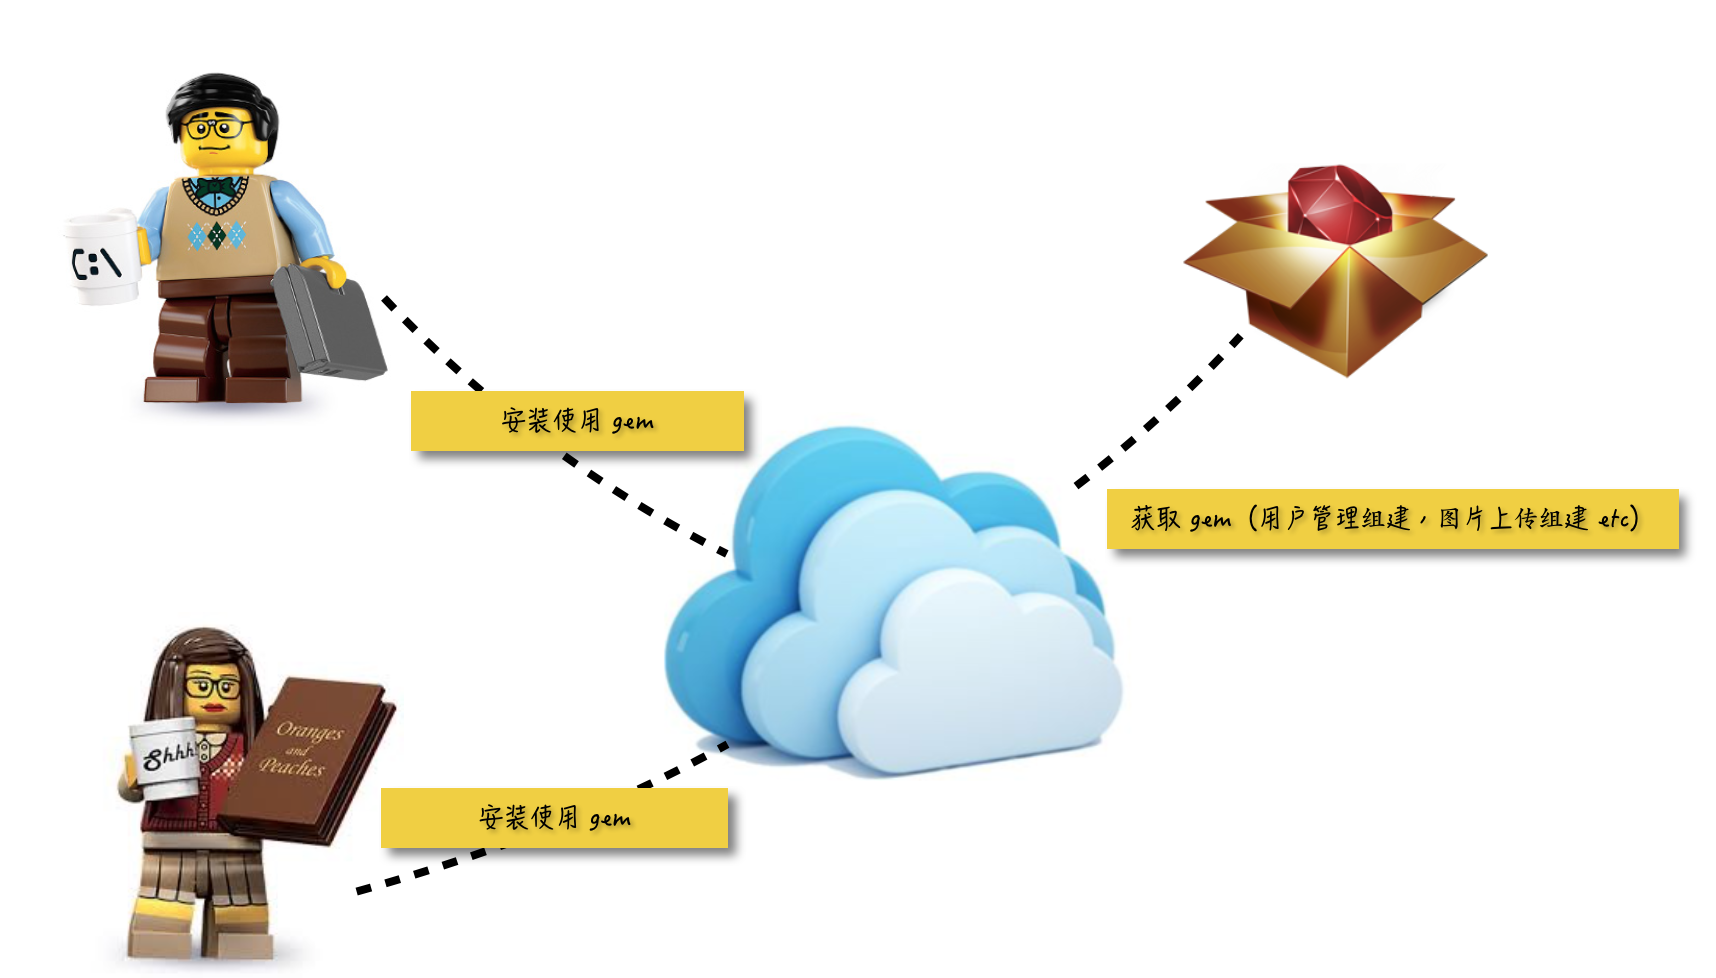 C:\
安装使用 gem
获取 gem（用户管理组建，图片上传组建 etc）
Shhh
Oranges
and
Peaches
安装使用 gem